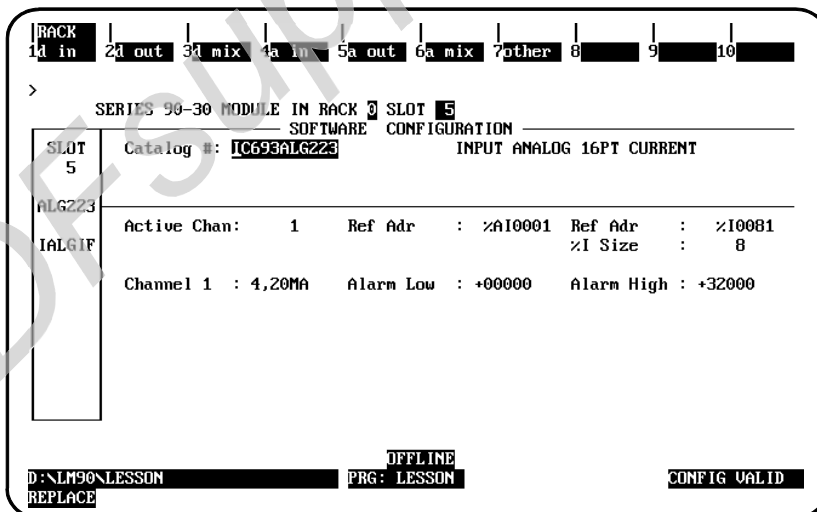 RACK
1d in 2d out 3d mix 4a in 5a out 6a mix 7other 8 9 10
>
SERIES 90-30 MODULE IN RACK 0 SLOT 5
SOFTWARE CONFIGURATION
SLOT Catalog #: IC693ALG223 INPUT ANALOG 16PT CURRENT
5
ALG223
Active Chan: 1 Ref Adr : %AI0001 Ref Adr : %I0081
IALGIF %I Size : 8
Channel 1 : 4,20MA Alarm Low : +00000 Alarm High : +32000
OFFLINE
D:\LM90\LESSON PRG: LESSON CONFIG VALID
REPLACE